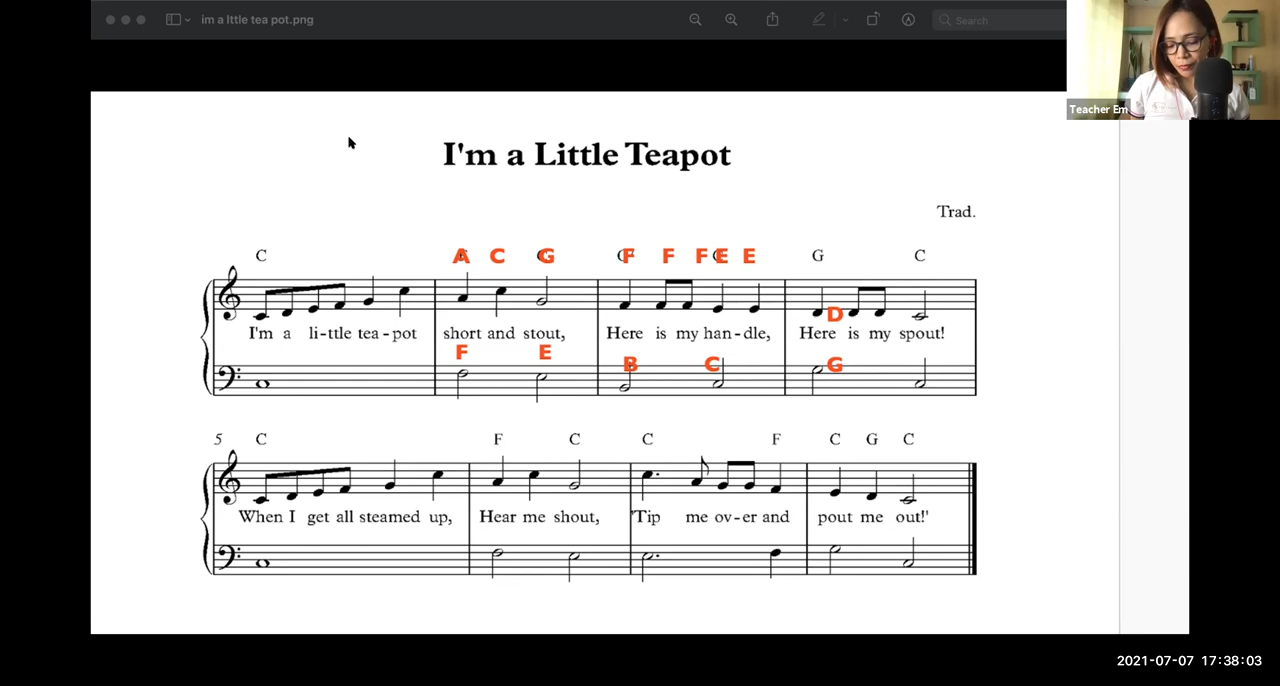 im a lttle tea pot.png
Search
Teacher Em
I'm a Little Teapot
Trad.
C A C G F F F E E G C
I'm a li-ttle tea-pot short and stout, Here is my han-dle, Here is my spout!
D
F E B C G
5 C F C C F C G C
When I get all steamed up, Hear me shout, 'Tip me ov-er and pout me out!'
2021-07-07 17:38:03